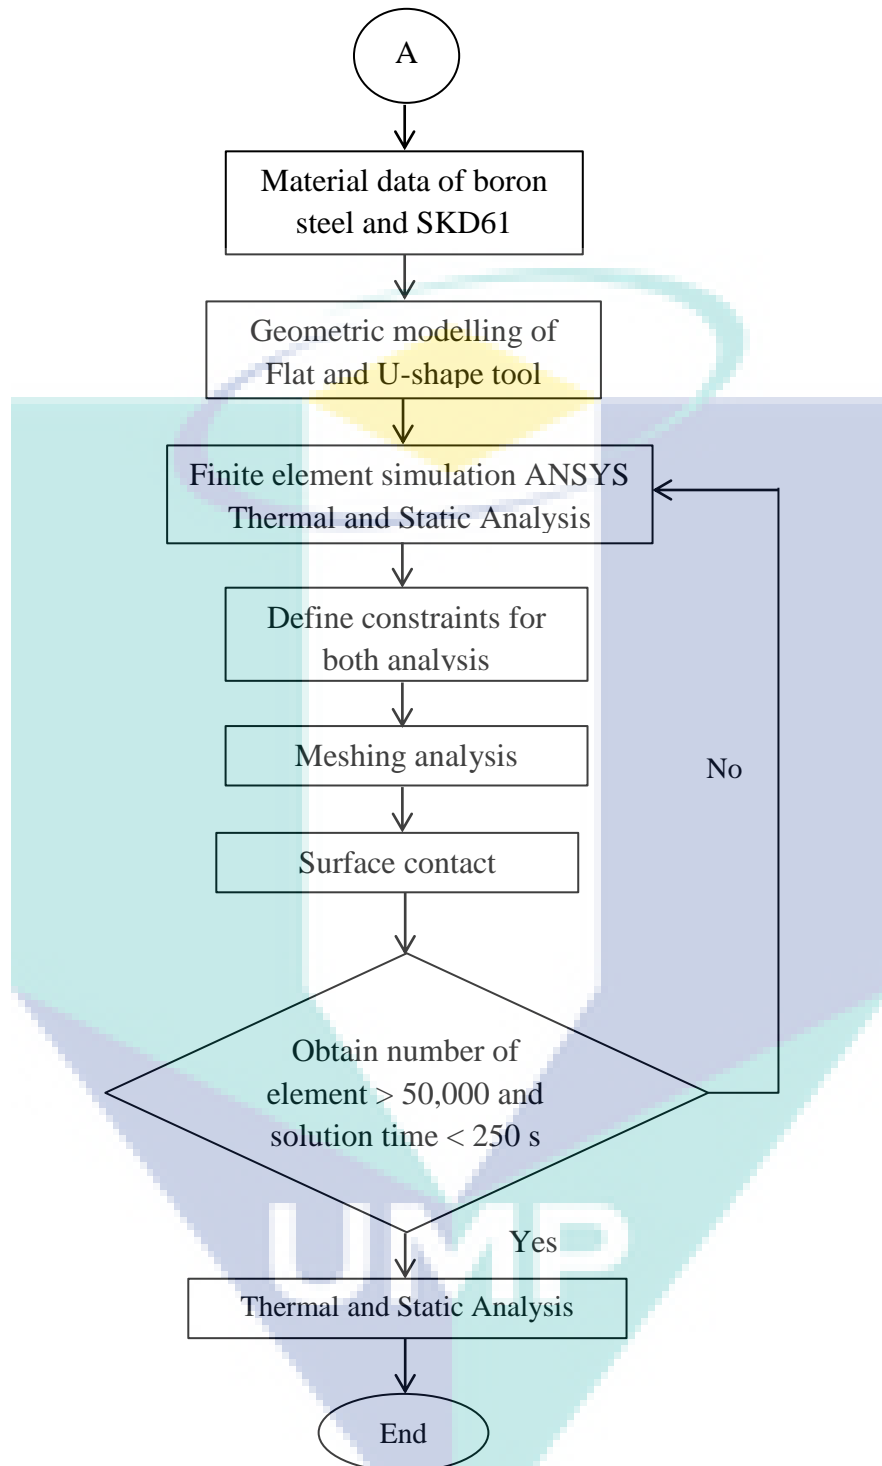 A
Material data of boron
steel and SKD61
Geometric modelling of
Flat and U-shape tool
Finite element simulation ANSYS
Thermal and Static Analysis
Define constraints for
both analysis
Meshing analysis
No
Surface contact
Obtain number of
element > 50,000 and
solution time < 250 s
UMP
Yes
Thermal and Static Analysis
End